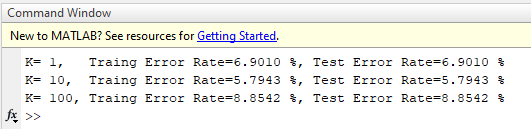 Command Window
New to MATLAB? See resources for Getting Started.
K= 1,   Traing Error Rate=6.9010 %, Test Error Rate=6.9010 %
K= 10,  Traing Error Rate=5.7943 %, Test Error Rate=5.7943 %
K= 100, Traing Error Rate=8.8542 %, Test Error Rate=8.8542 %
fx >>